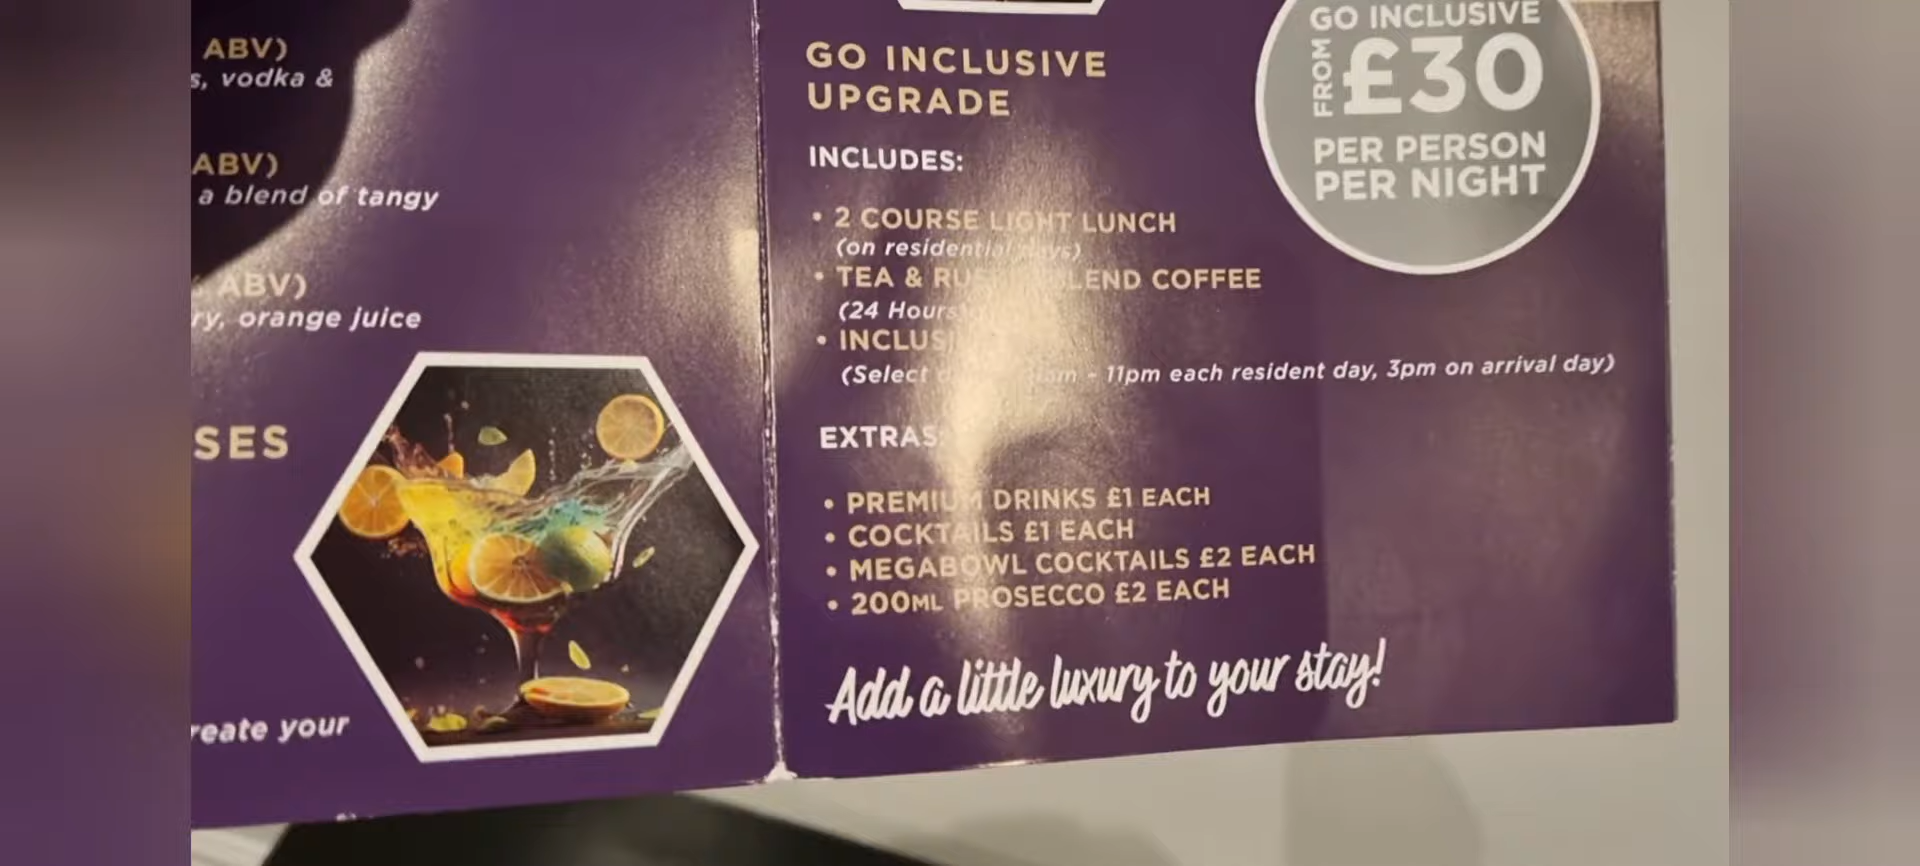 ABV)
s, vodka &
ABV)
a blend of tangy
ABV)
ry, orange juice
SES
reate your
GO INCLUSIVE
UPGRADE
INCLUDES:
• 2 COURSE LIGHT LUNCH
(on residential days)
• TEA & LEND COFFEE
(24 Hours
• INCLUSI
(Select - 11pm each resident day, 3pm on arrival day)
EXTRAS:
• PREMIUM DRINKS £1 EACH
• COCKTAILS £1 EACH
• MEGABOWL COCKTAILS £2 EACH
• 200ML PROSECCO £2 EACH
Add a little luxury to your stay!
GO INCLUSIVE
FROM £30
PER PERSON
PER NIGHT